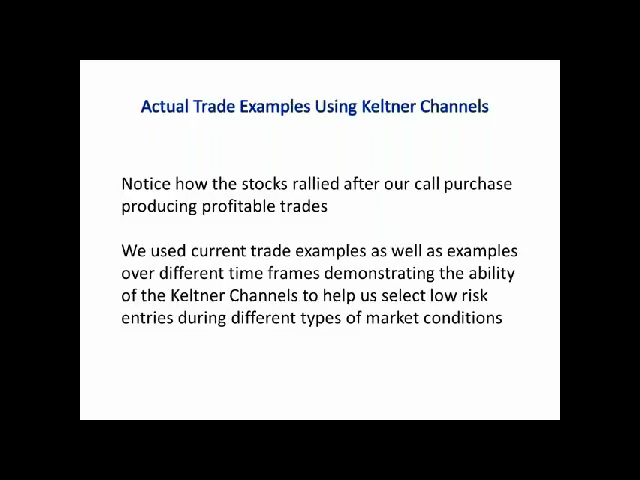 Actual Trade Examples Using Keltner Channels
Notice how the stocks rallied after our call purchase
producing profitable trades
We used current trade examples as well as examples
over different time frames demonstrating the ability
of the Keltner Channels to help us select low risk
entries during different types of market conditions